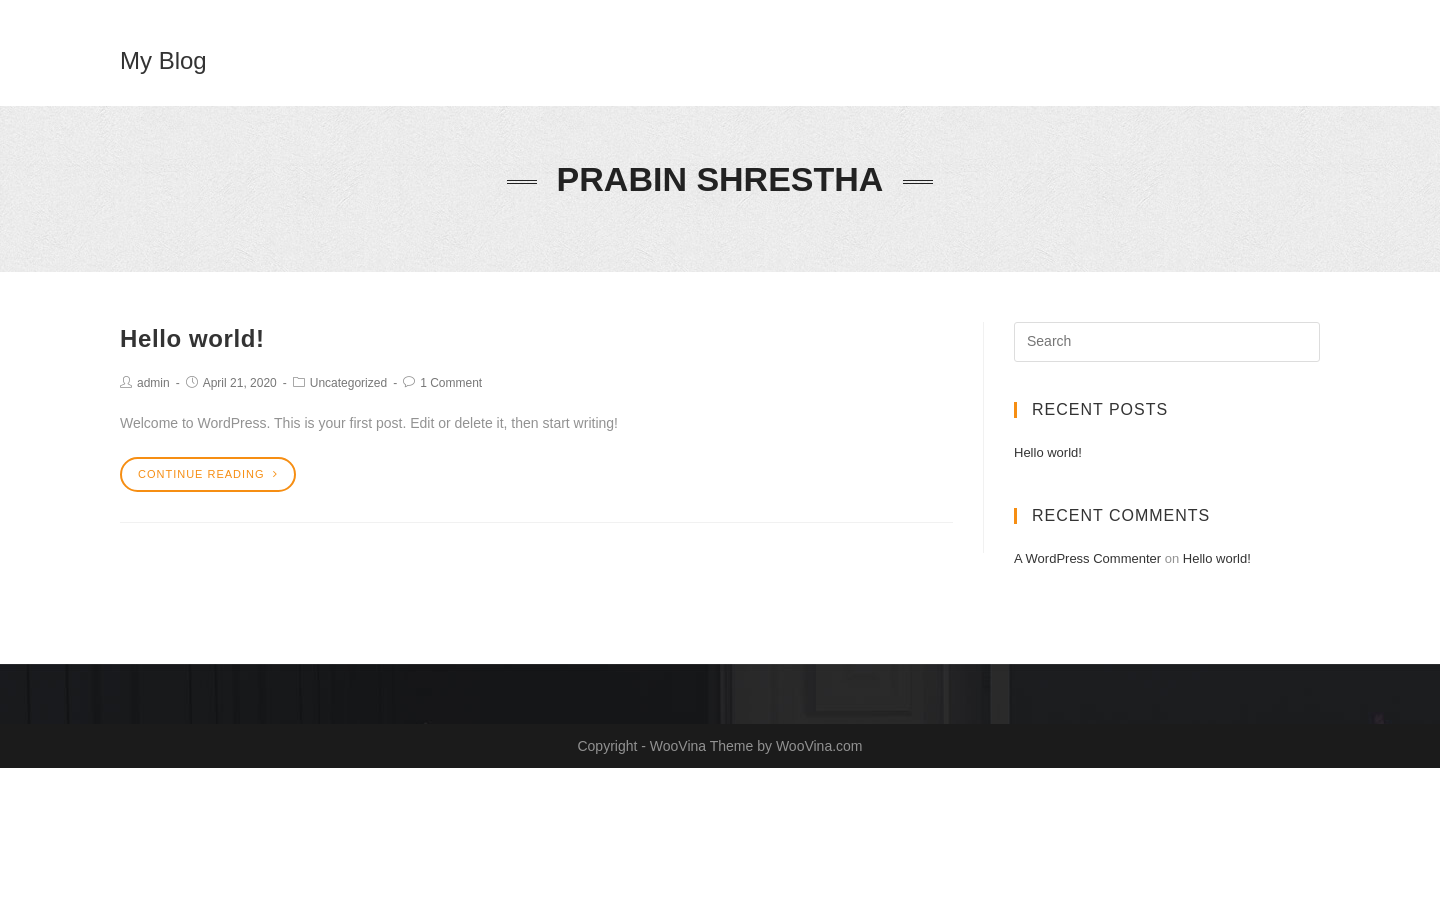 My Blog
PRABIN SHRESTHA
Hello world!
admin - April 21, 2020 - Uncategorized - 1 Comment
Welcome to WordPress. This is your first post. Edit or delete it, then start writing!
CONTINUE READING
Search
RECENT POSTS
Hello world!
RECENT COMMENTS
A WordPress Commenter on Hello world!
Copyright - WooVina Theme by WooVina.com